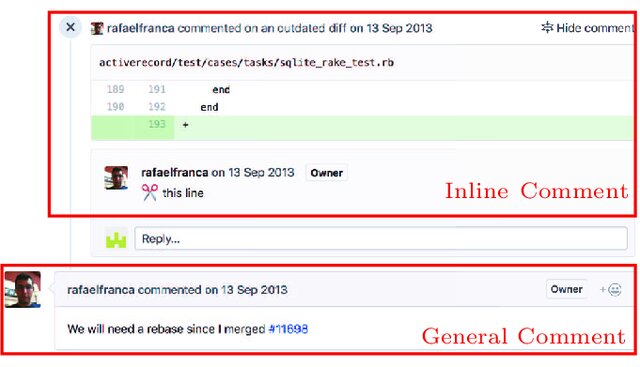 rafaelfranca commented on an outdated diff on 13 Sep 2013
Hide comment
activerecord/test/cases/tasks/sqlite_rake_test.rb
189 191 end
190 192 end
193 +
rafaelfranca on 13 Sep 2013 Owner
✂️ this line
Inline Comment
Reply...
rafaelfranca commented on 13 Sep 2013
Owner +
We will need a rebase since I merged #11698
General Comment